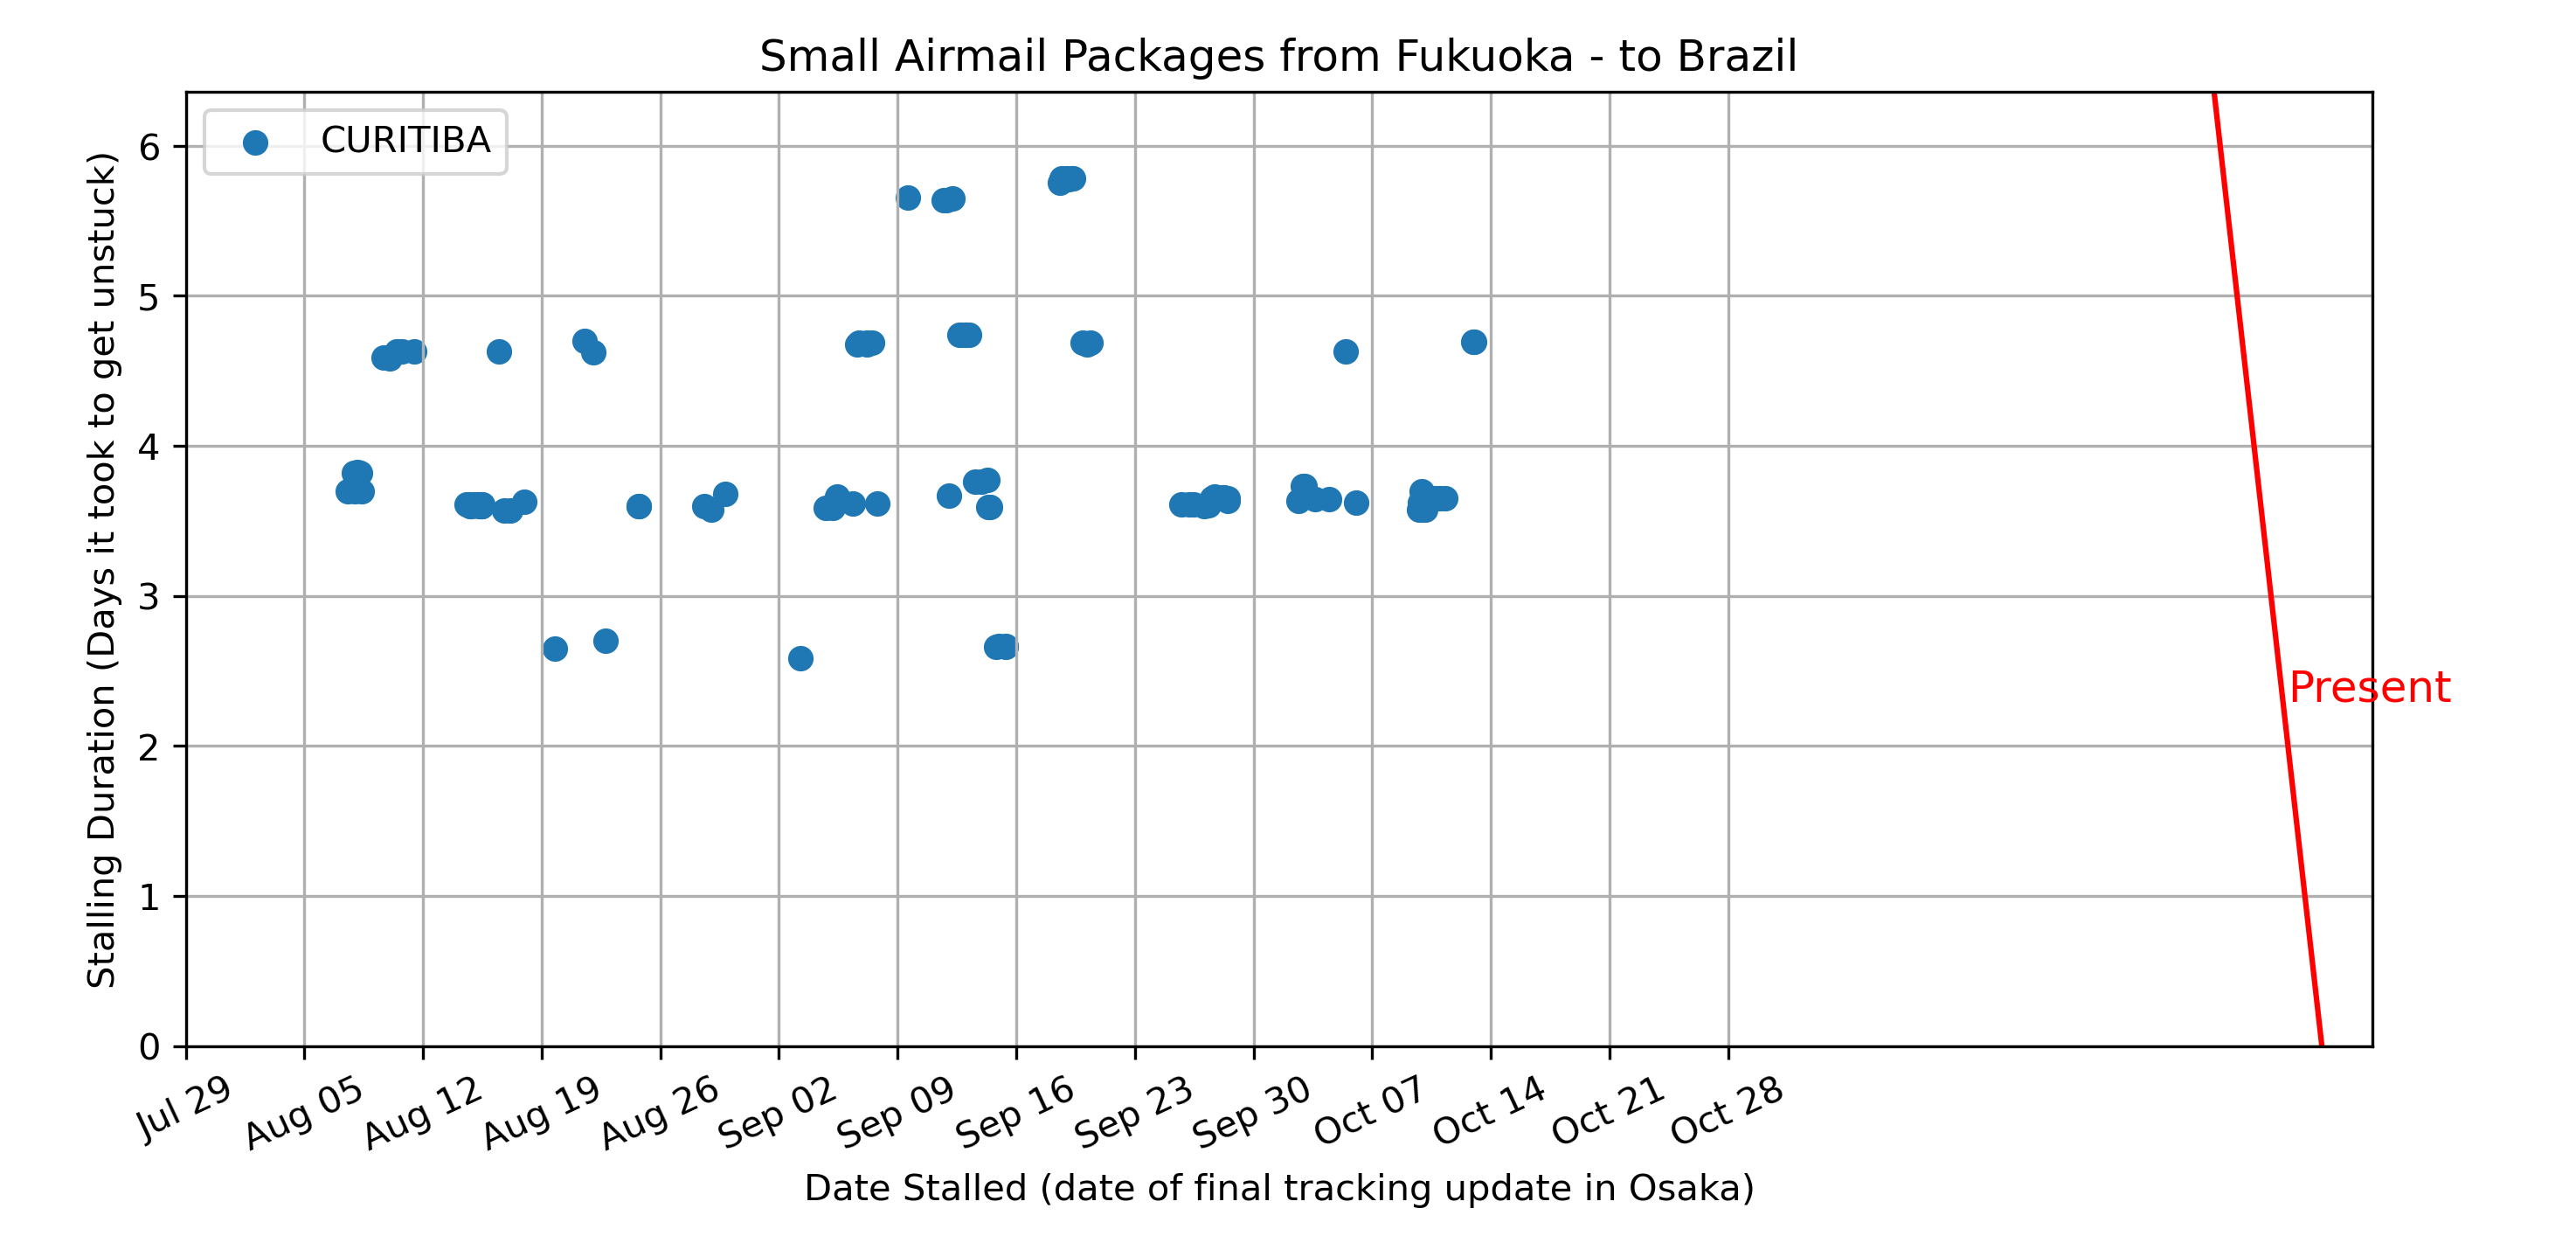 Small Airmail Packages from Fukuoka - to Brazil
CURITIBA
Stalling Duration (Days it took to get unstuck)
6
5
4
3
2
1
0
Present
Jul 29
Aug 05
Aug 12
Aug 19
Aug 26
Sep 02
Sep 09
Sep 16
Sep 23
Sep 30
Oct 07
Oct 14
Oct 21
Oct 28
Date Stalled (date of final tracking update in Osaka)